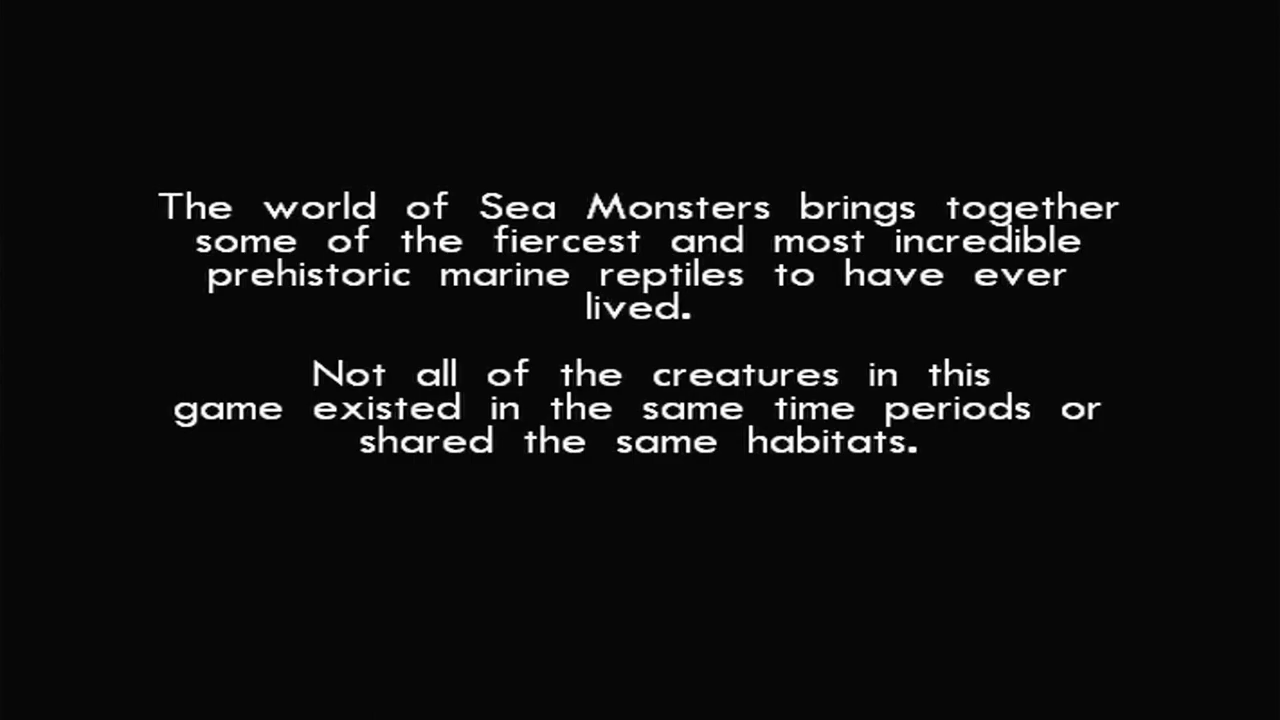 The world of Sea Monsters brings together
some of the fiercest and most incredible
prehistoric marine reptiles to have ever
lived.
Not all of the creatures in this
game existed in the same time periods or
shared the same habitats.